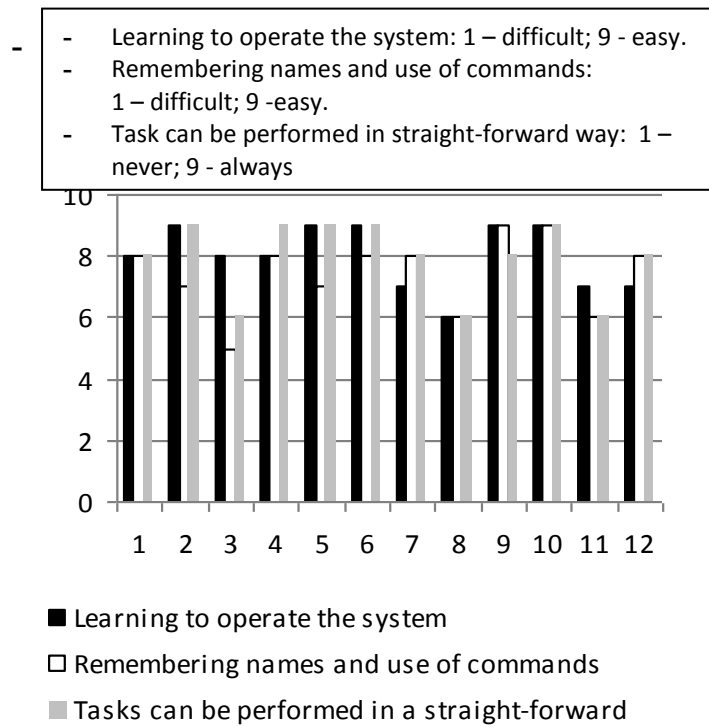 -
- Learning to operate the system: 1 – difficult; 9 - easy.
- Remembering names and use of commands:
1 – difficult; 9 -easy.
- Task can be performed in straight-forward way: 1 –
never; 9 - always
10
8
6
4
2
0
1 2 3 4 5 6 7 8 9 10 11 12
Learning to operate the system
Remembering names and use of commands
Tasks can be performed in a straight-forward